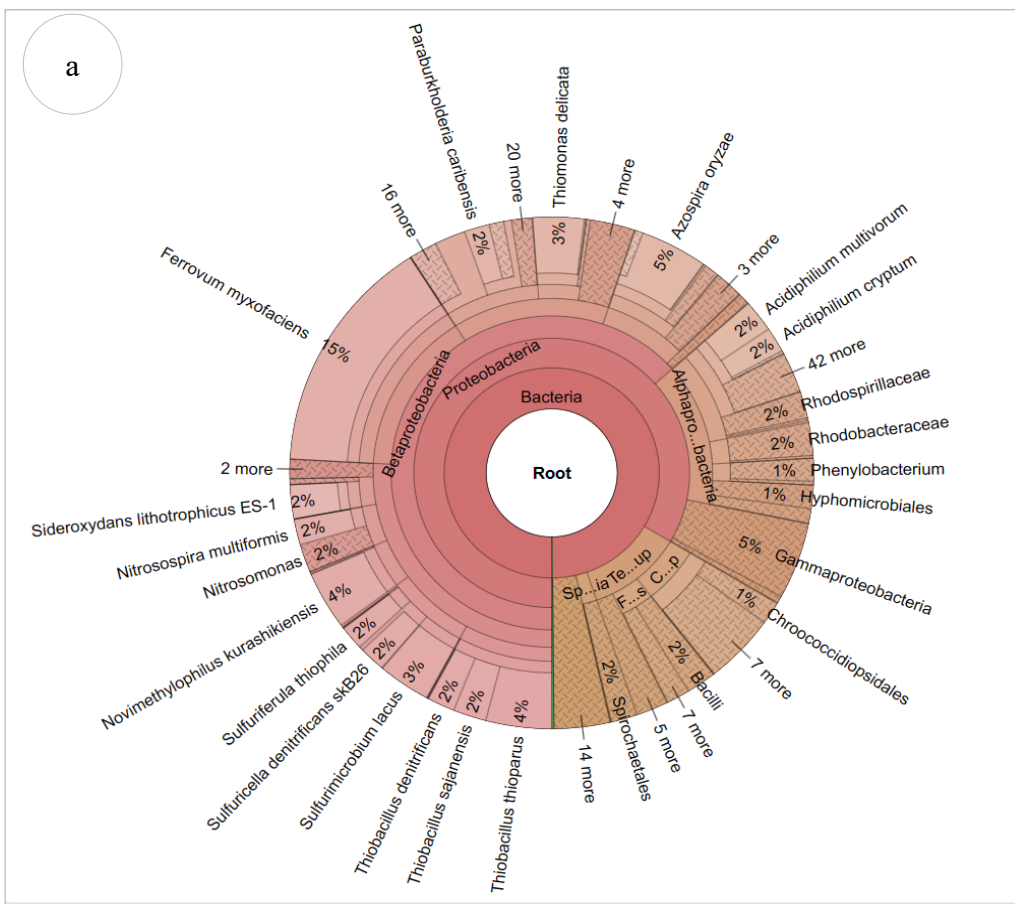 a
Root
Bacteria
Proteobacteria
Betaproteobacteria
Alphapro...bacteria
Te...up
C...p
F...s
Sp...ia
Ferrovum myxofaciens
15%
16 more
Paraburkholderia caribensis
2%
20 more
Thiomonas delicata
3%
4 more
Azospira oryzae
5%
3 more
Acidiphilium multivorum
2%
Acidiphilium cryptum
2%
42 more
Rhodospirillaceae
2%
Rhodobacteraceae
2%
Phenylobacterium
1%
Hyphomicrobiales
1%
Gammaproteobacteria
5%
Chroococcidiopsidales
1%
7 more
Bacilli
2%
7 more
5 more
Spirochaetales
2%
14 more
Thiobacillus thioparus
4%
Thiobacillus sajanensis
2%
Thiobacillus denitrificans
2%
Sulfurimicrobium lacus
3%
Sulfuricella denitrificans skB26
2%
Sulfuriferula thiophila
2%
Novimethylophilus kurashikiensis
4%
Nitrosomonas
2%
Nitrosospira multiformis
2%
Sideroxydans lithotrophicus ES-1
2%
2 more